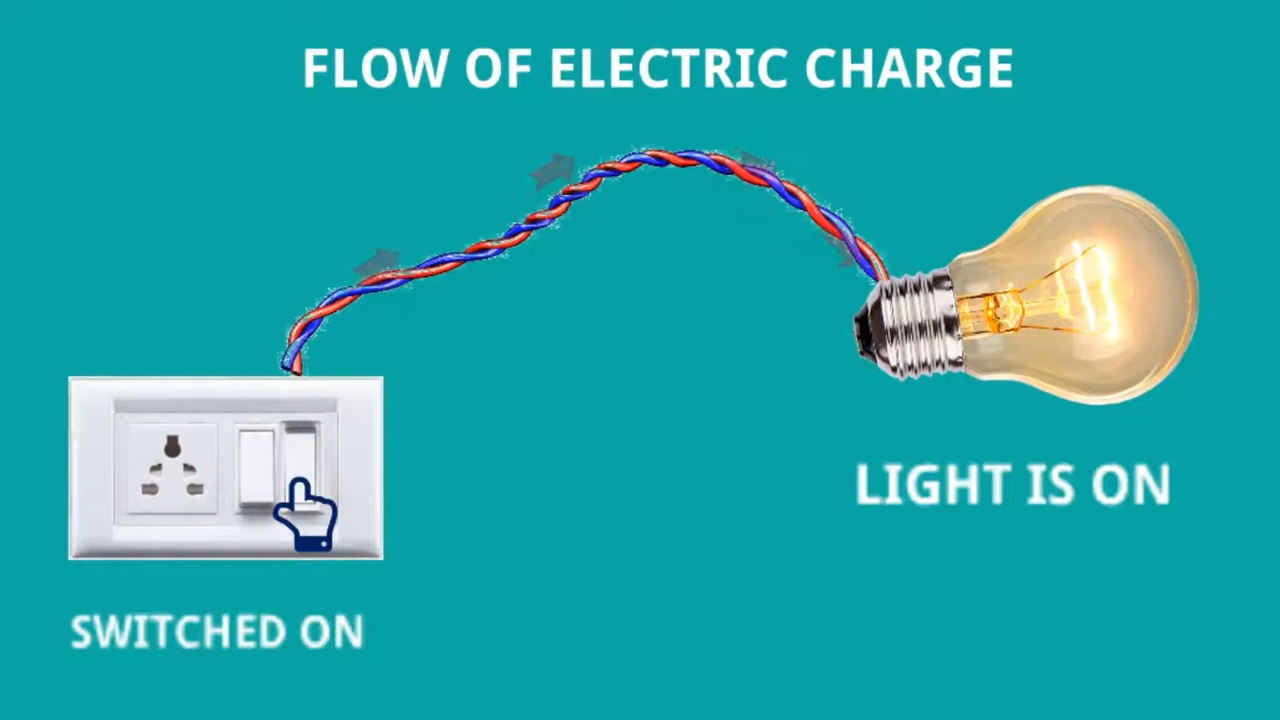 FLOW OF ELECTRIC CHARGE
LIGHT IS ON
SWITCHED ON